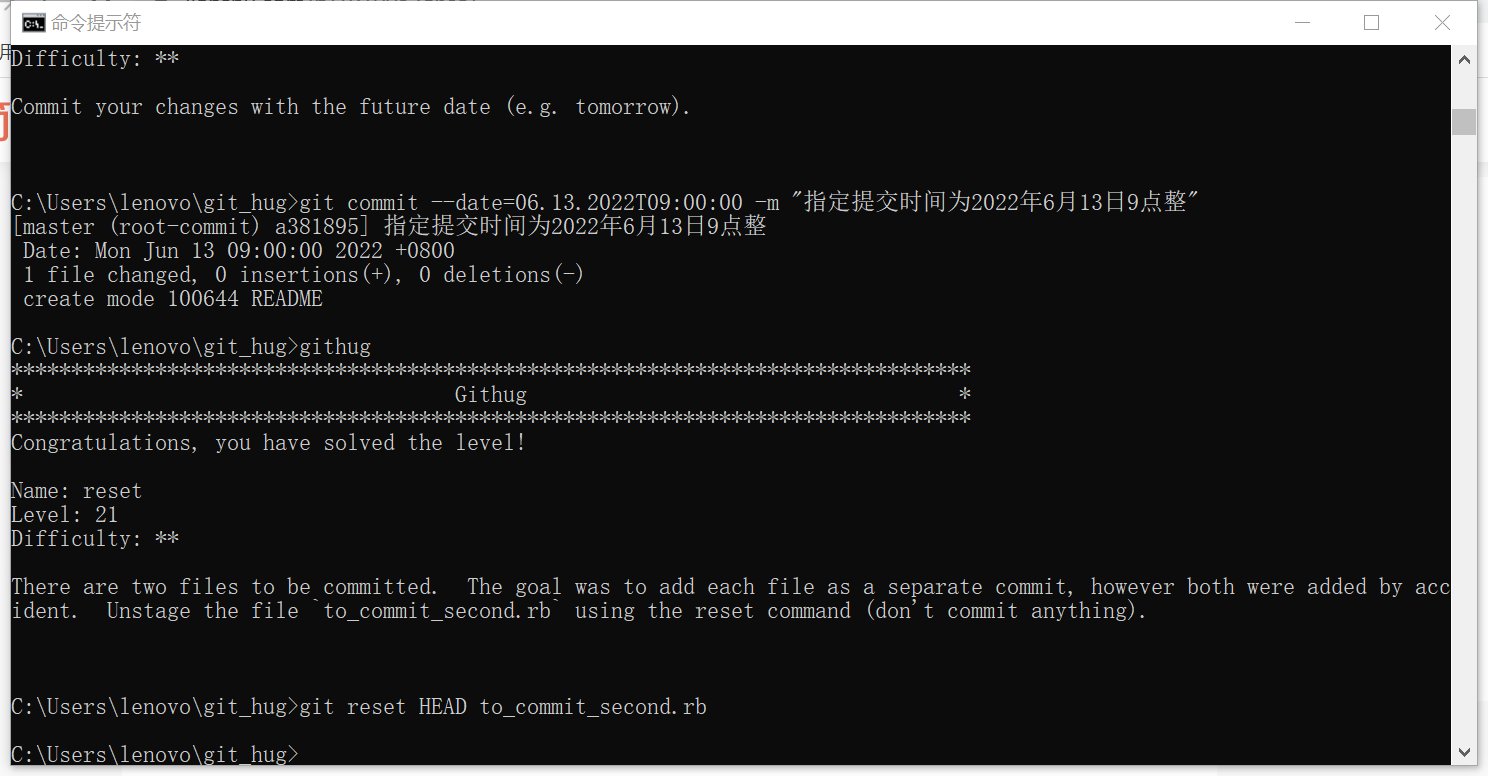 命令提示符
Difficulty: **
Commit your changes with the future date (e.g. tomorrow).
C:\Users\lenovo\git_hug>git commit --date=06.13.2022T09:00:00 -m "指定提交时间为2022年6月13日9点整"
[master (root-commit) a381895] 指定提交时间为2022年6月13日9点整
Date: Mon Jun 13 09:00:00 2022 +0800
1 file changed, 0 insertions(+), 0 deletions(-)
create mode 100644 README
C:\Users\lenovo\git_hug>githug
********************************************************************************
*                                    Githug                                    *
********************************************************************************
Congratulations, you have solved the level!
Name: reset
Level: 21
Difficulty: **
There are two files to be committed.  The goal was to add each file as a separate commit, however both were added by acc
ident.  Unstage the file `to_commit_second.rb` using the reset command (don't commit anything).
C:\Users\lenovo\git_hug>git reset HEAD to_commit_second.rb
C:\Users\lenovo\git_hug>